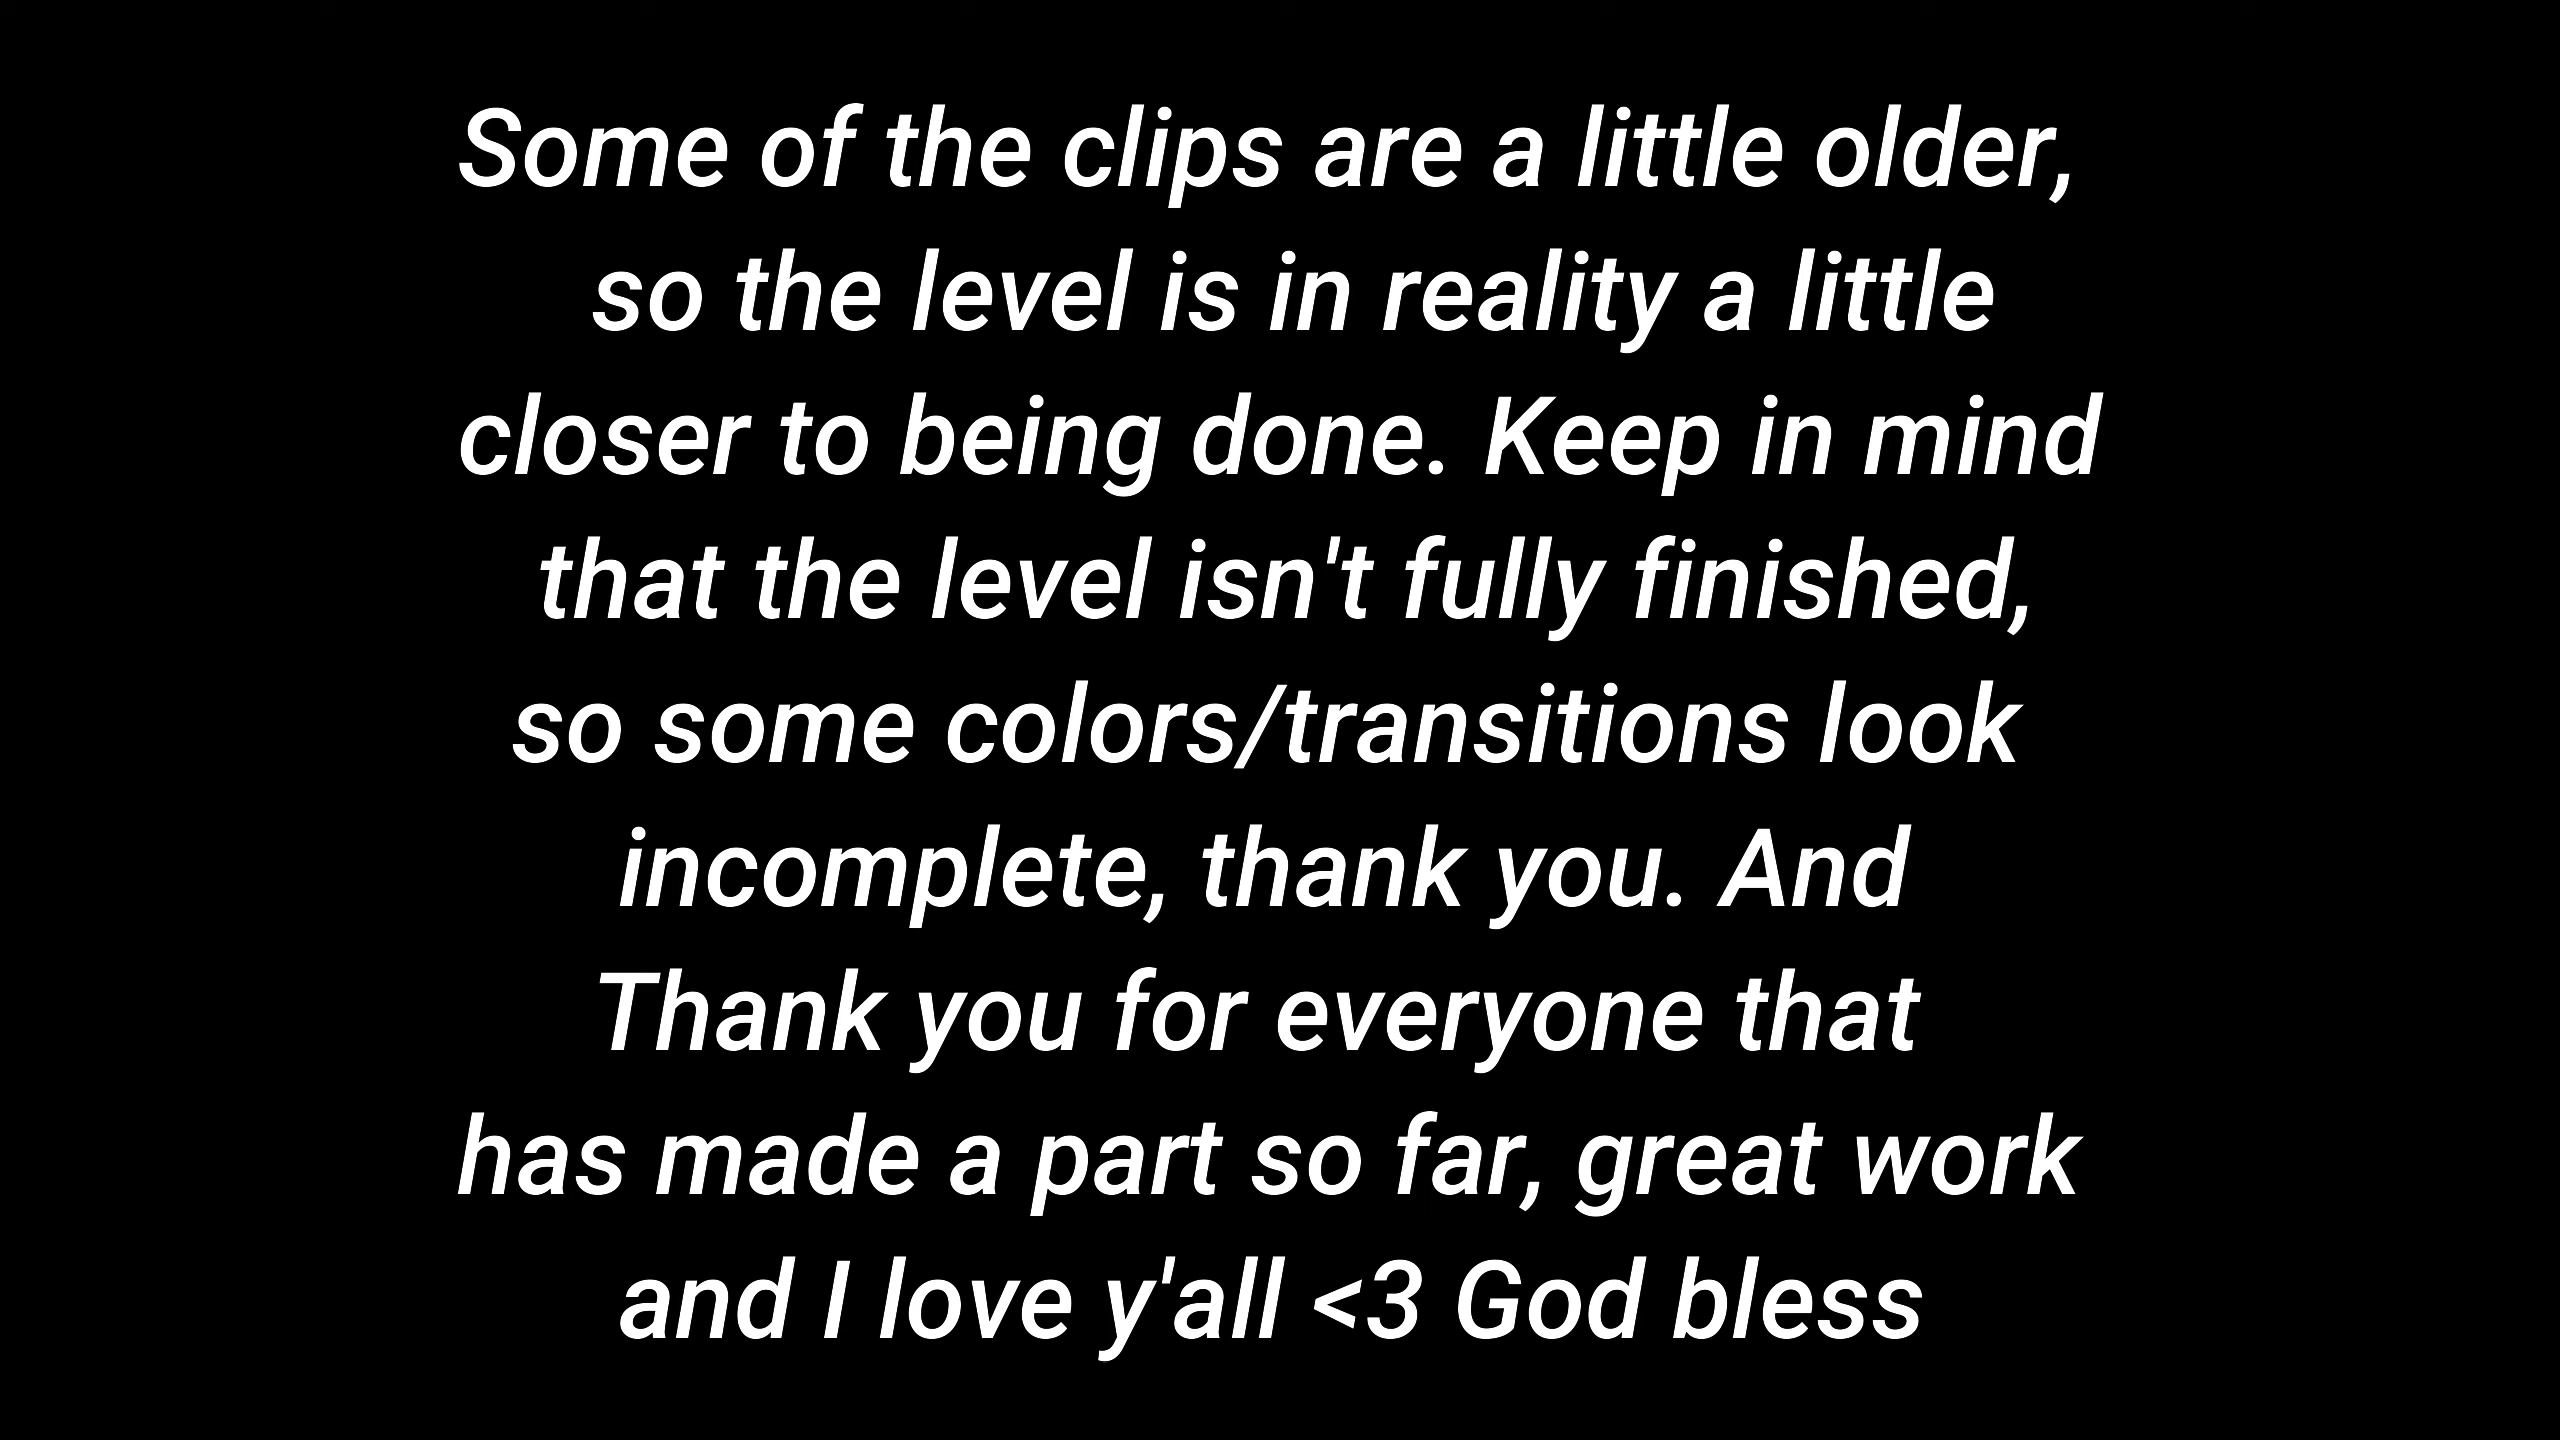 Some of the clips are a little older,
so the level is in reality a little
closer to being done. Keep in mind
that the level isn't fully finished,
so some colors/transitions look
incomplete, thank you. And
Thank you for everyone that
has made a part so far, great work
and I love y'all <3 God bless